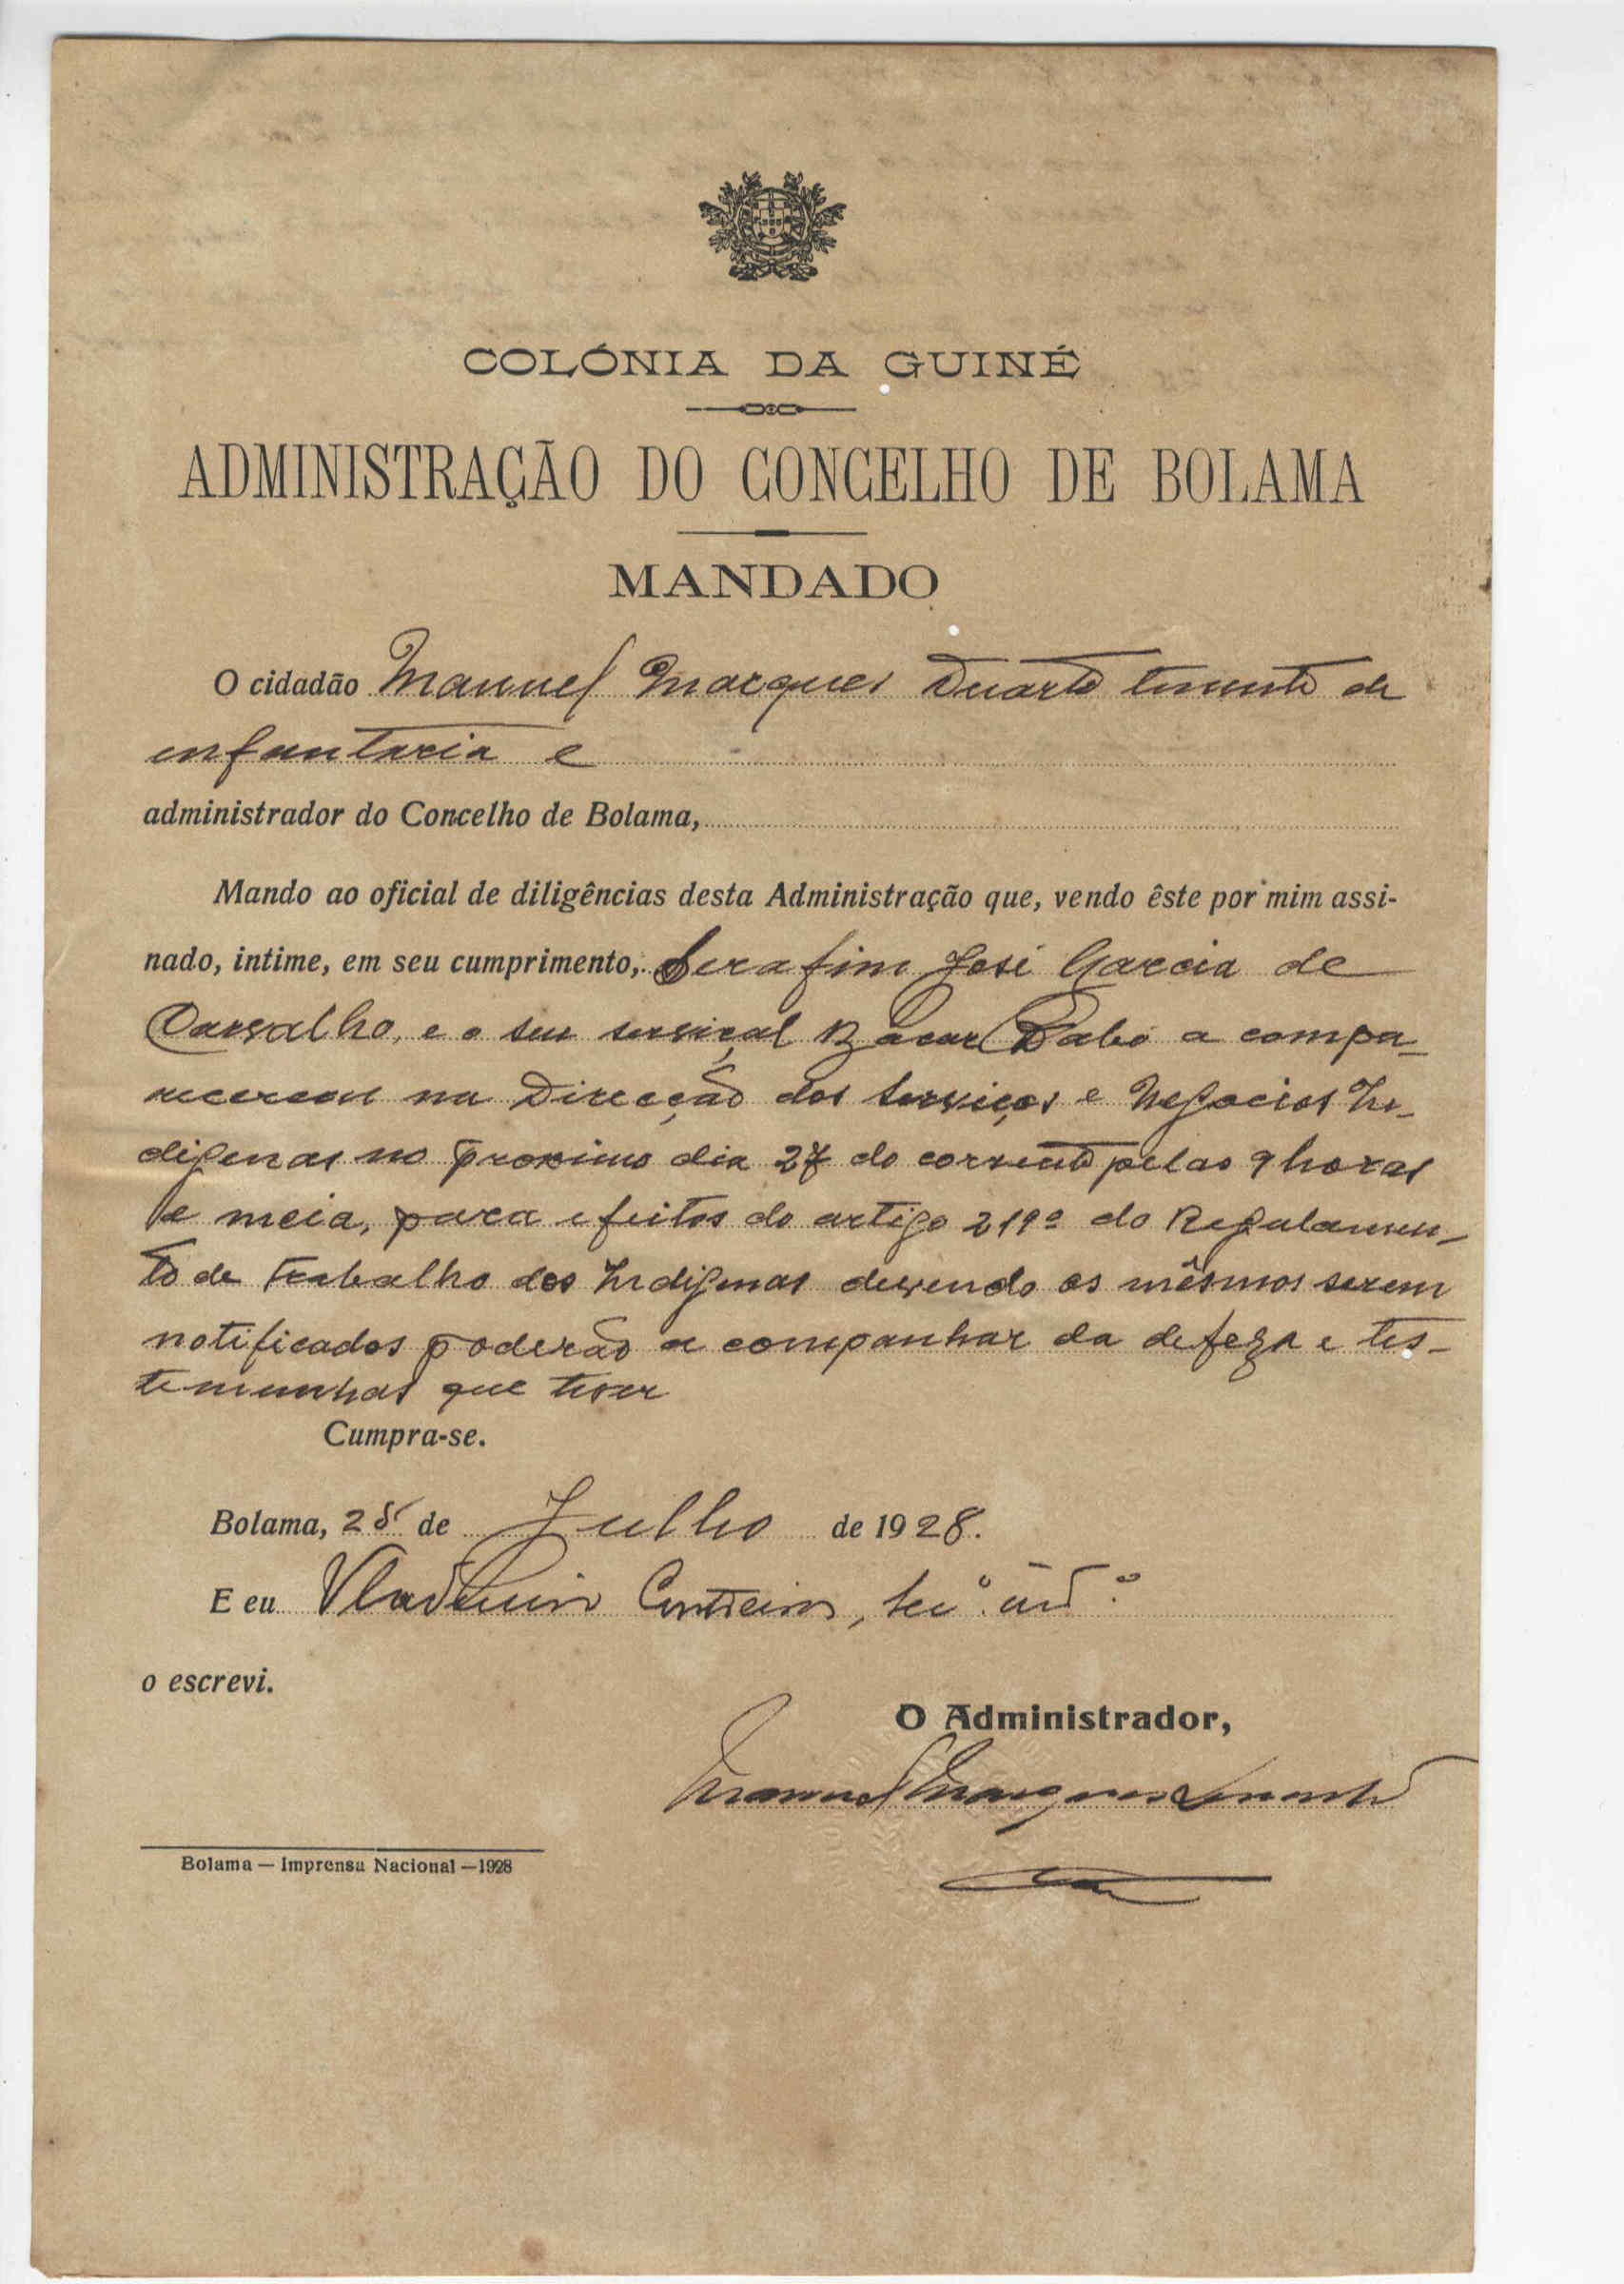 COLÓNIA DA GUINÉ
ADMINISTRAÇÃO DO CONCELHO DE BOLAMA
MANDADO
O cidadão Manuel Marques Duarte tenente de
infantaria e
administrador do Concelho de Bolama,
Mando ao oficial de diligências desta Administração que, vendo êste por mim assi-
nado, intime, em seu cumprimento, Serafim José Garcia de
Carvalho, e o seu serviçal Bacar Dabó a compa-
recerem na Direcção dos Serviços e Negocios In-
digenas no proximo dia 27 do corrente pelas 9 horas
e meia, para efeitos do artigo 219º do Regulamen-
to de Trabalho dos Indigenas devendo os mêsmos serem
notificados poderão acompanhar da defeza e tes-
temunhas que tiver
Cumpra-se.
Bolama, 25 de Julho de 1928.
E eu Vladimiro, Secº.
o escrevi.
O Administrador,
Manuel Marques Duarte
Bolama — Imprensa Nacional — 1928